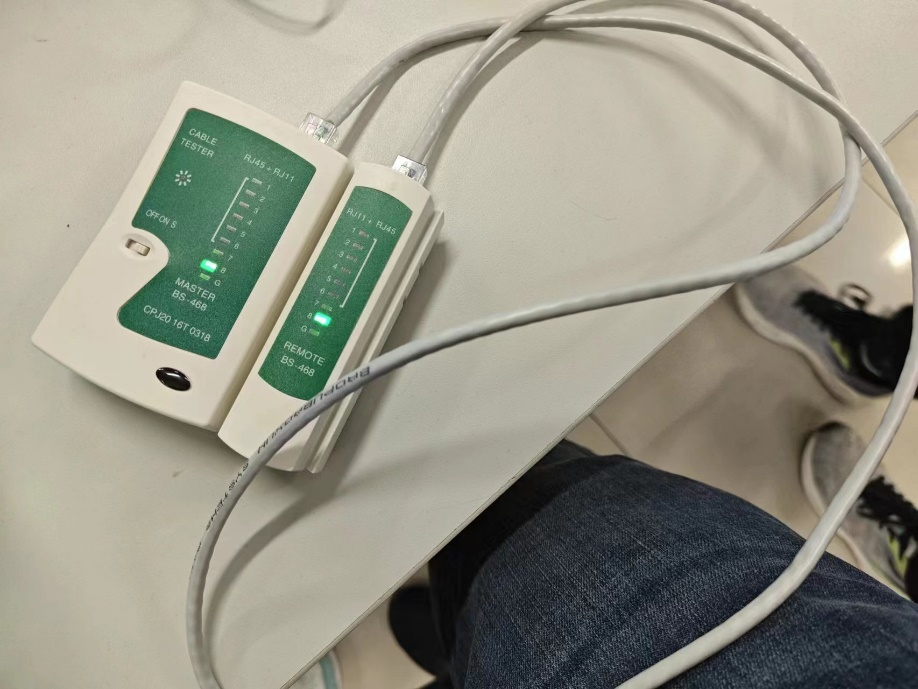 CABLE
TESTER
RJ45 + RJ11
1
2
3
4
5
6
7
8
G
OFF ON S
MASTER
BS-468
CPJ20 16T 0318
RJ11 + RJ45
1
2
3
4
5
6
7
8
G
REMOTE
BS-468